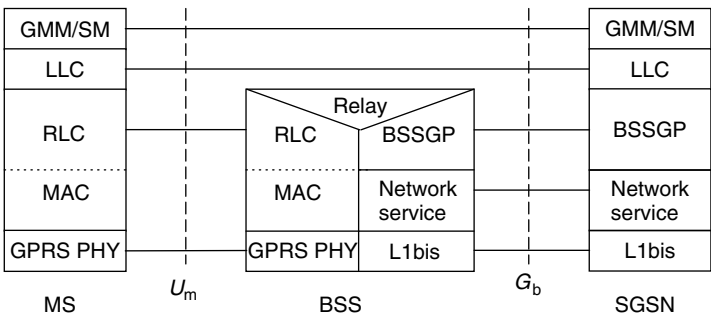 GMM/SM GMM/SM
LLC LLC
Relay
RLC RLC BSSGP BSSGP
MAC MAC Network service Network service
GPRS PHY GPRS PHY L1bis L1bis
MS Um BSS Gb SGSN